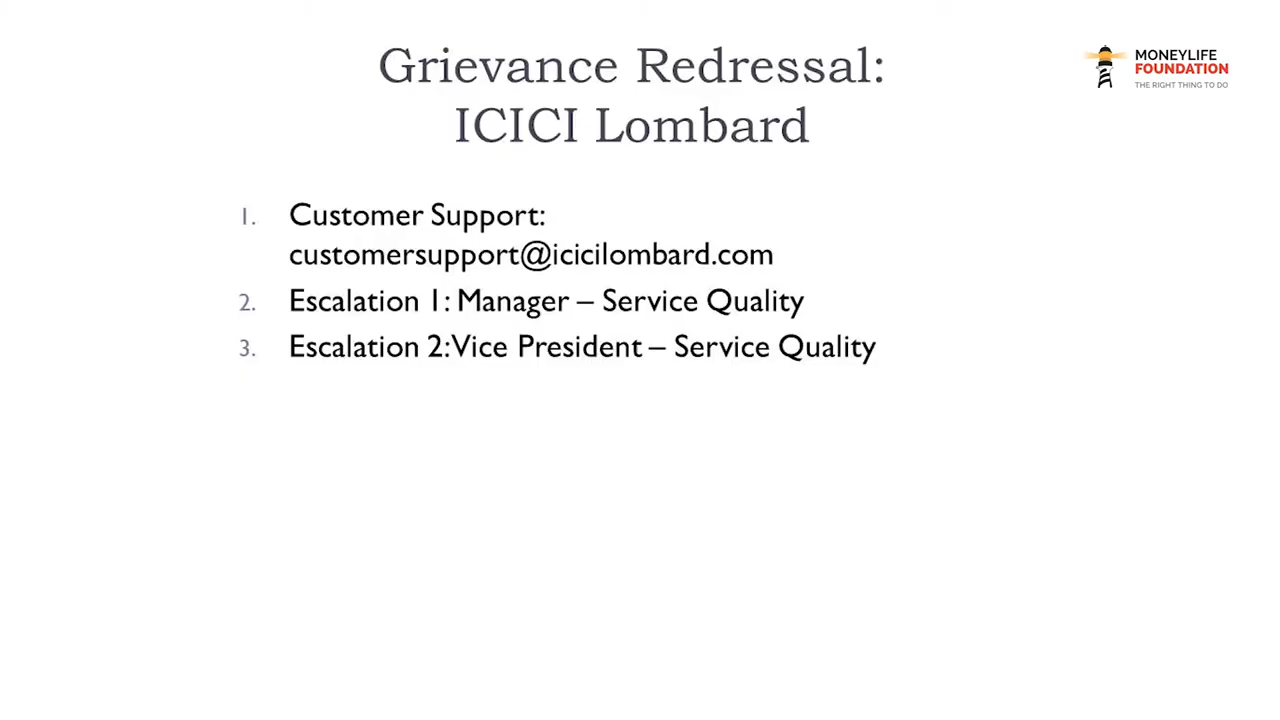 Grievance Redressal:
ICICI Lombard
MONEYLIFE
FOUNDATION
THE RIGHT THING TO DO
1. Customer Support:
customersupport@icicilombard.com
2. Escalation 1: Manager – Service Quality
3. Escalation 2:Vice President – Service Quality